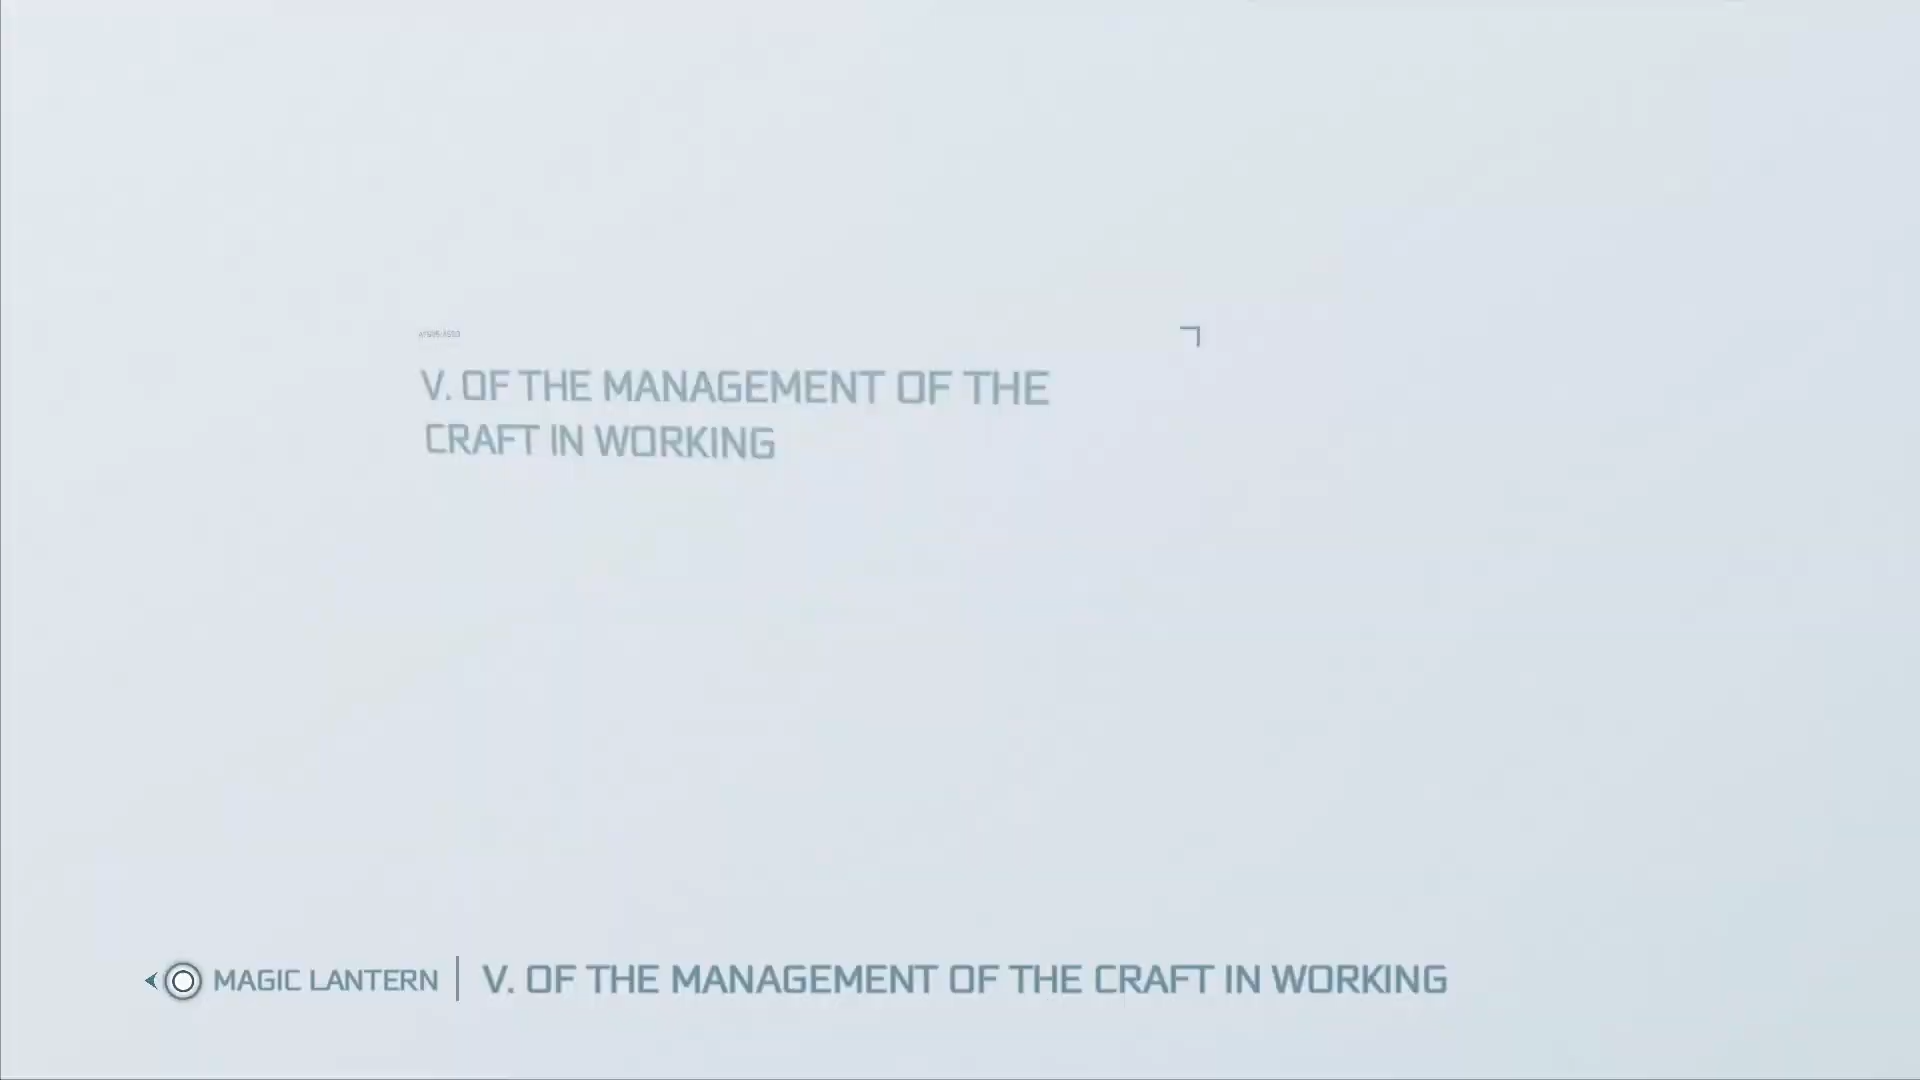 V. OF THE MANAGEMENT OF THE
CRAFT IN WORKING
MAGIC LANTERN
V. OF THE MANAGEMENT OF THE CRAFT IN WORKING